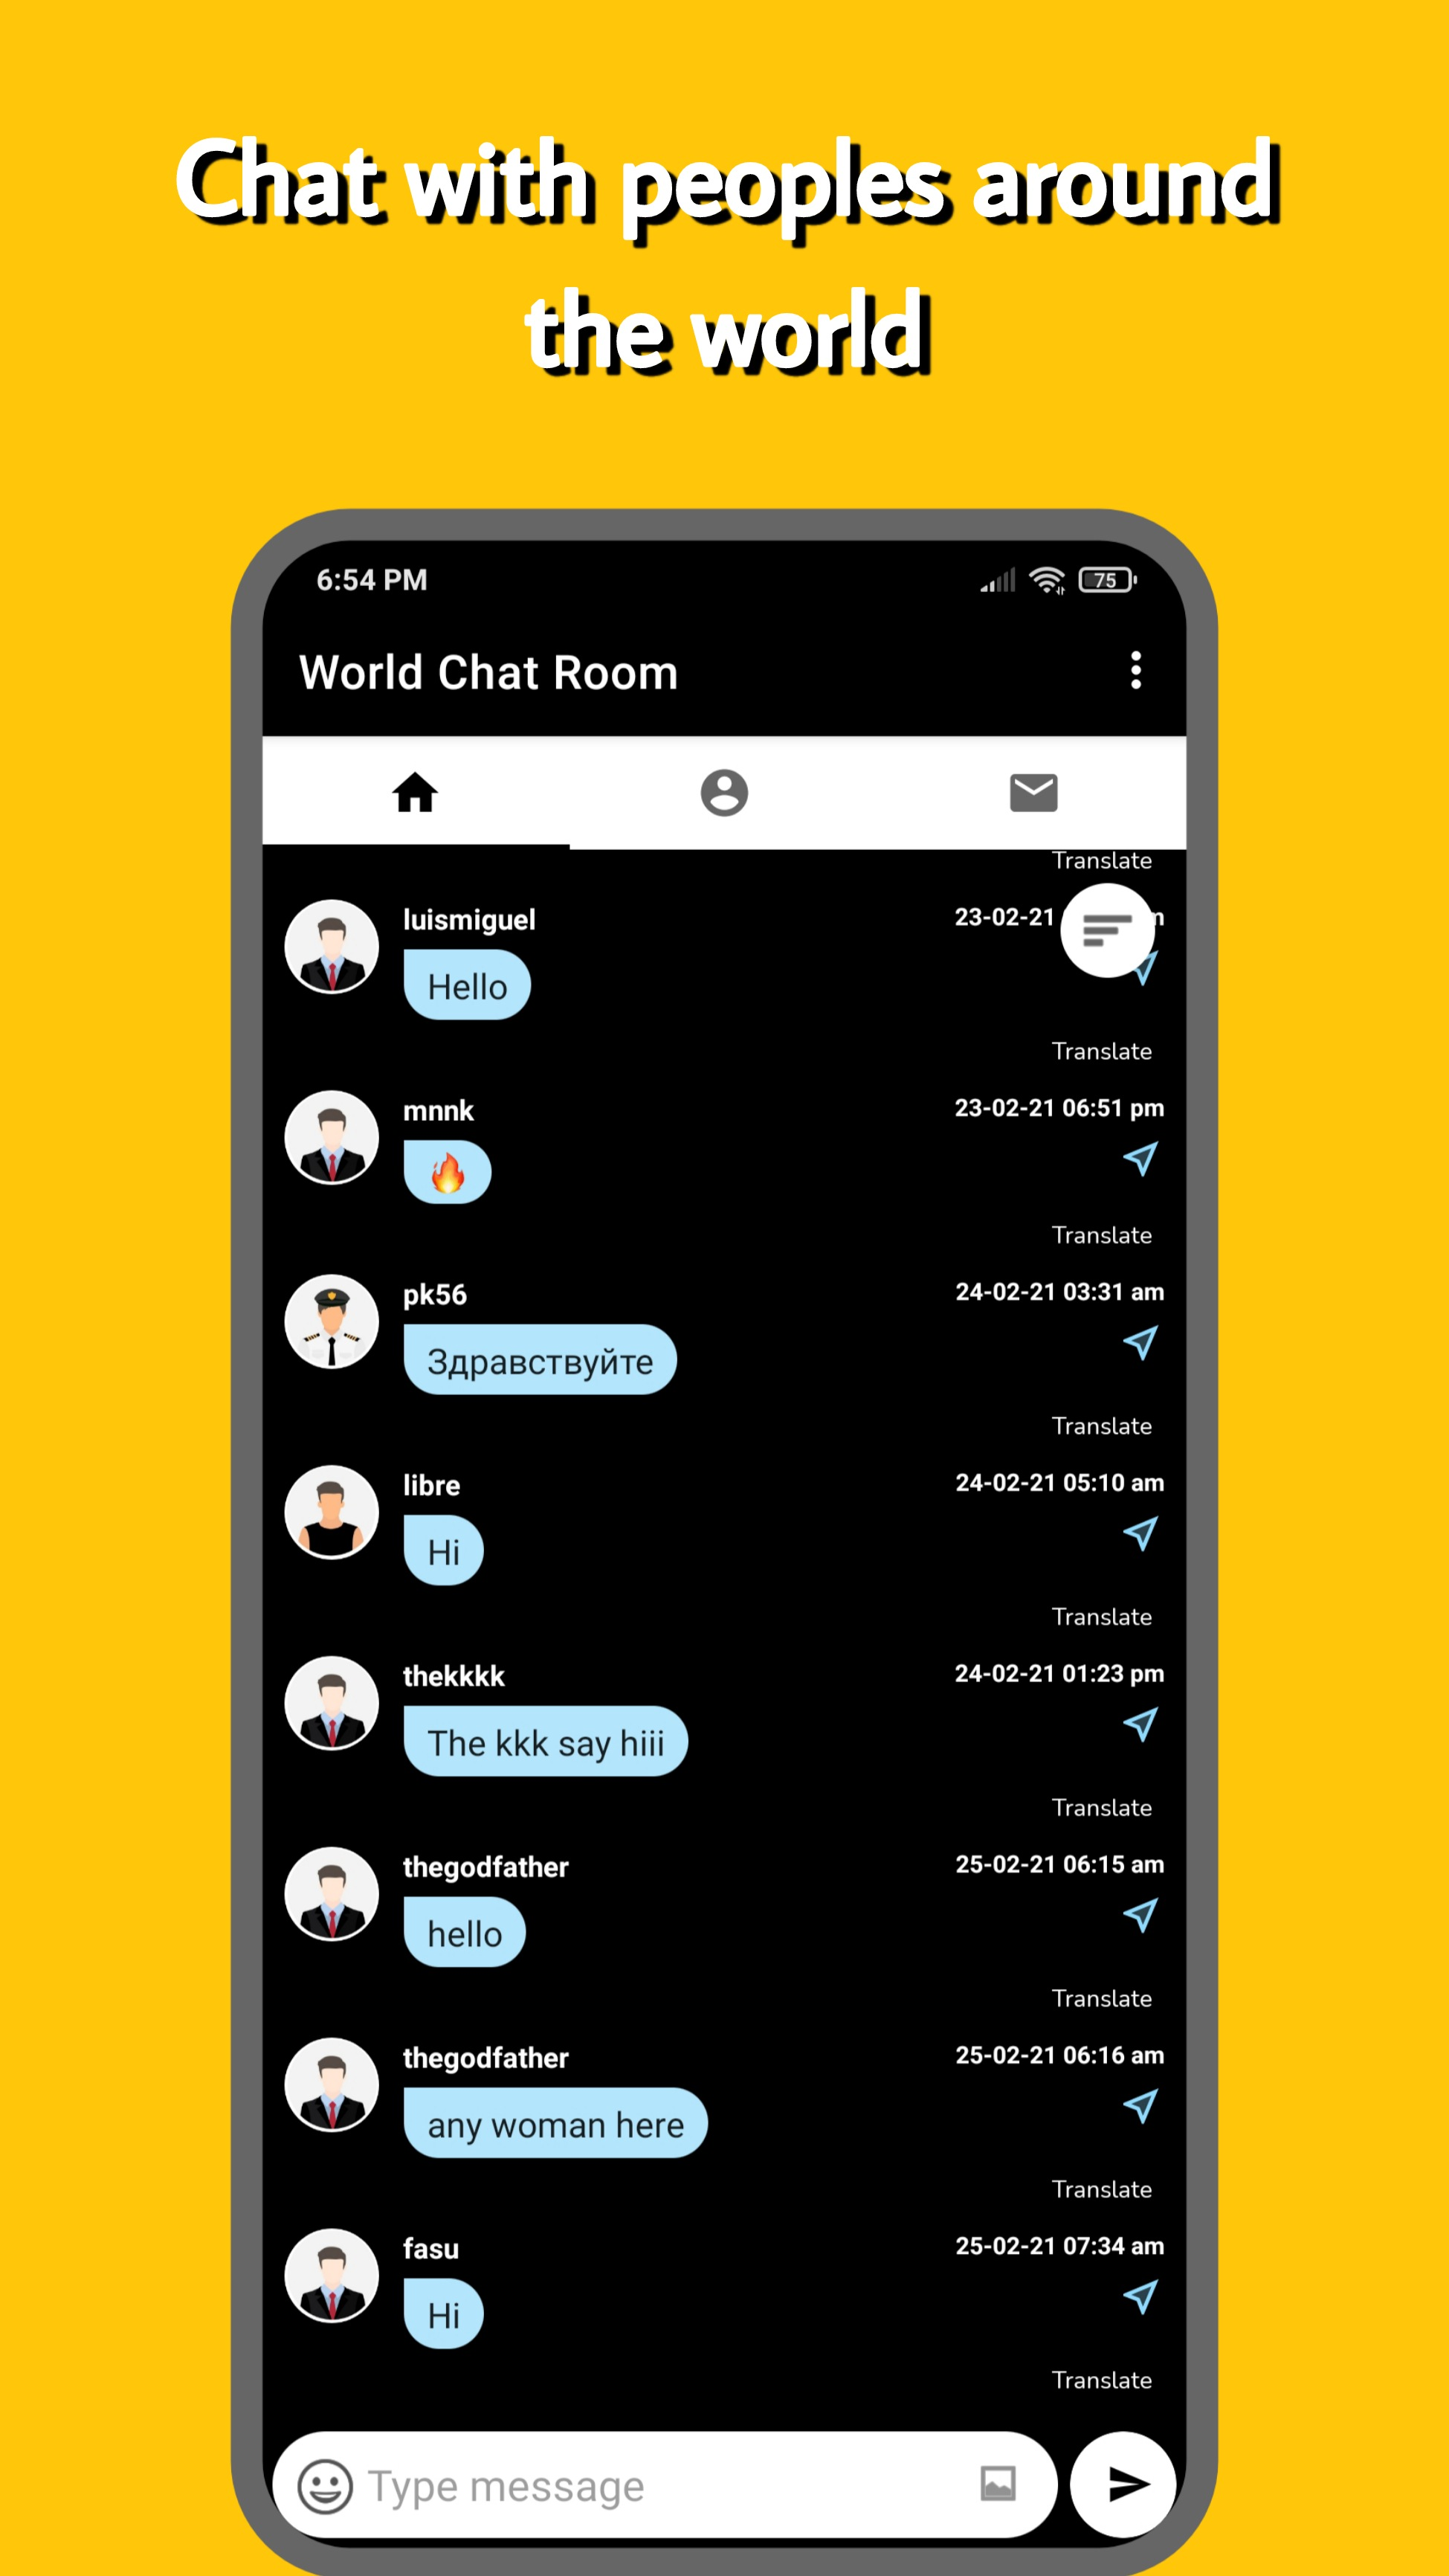 Chat with peoples around
the world
6:54 PM
75
World Chat Room
Translate
luismiguel
23-02-21
Hello
Translate
mnnk
23-02-21 06:51 pm
🔥
Translate
pk56
24-02-21 03:31 am
Здравствуйте
Translate
libre
24-02-21 05:10 am
Hi
Translate
thekkkk
24-02-21 01:23 pm
The kkk say hiii
Translate
thegodfather
25-02-21 06:15 am
hello
Translate
thegodfather
25-02-21 06:16 am
any woman here
Translate
fasu
25-02-21 07:34 am
Hi
Translate
Type message